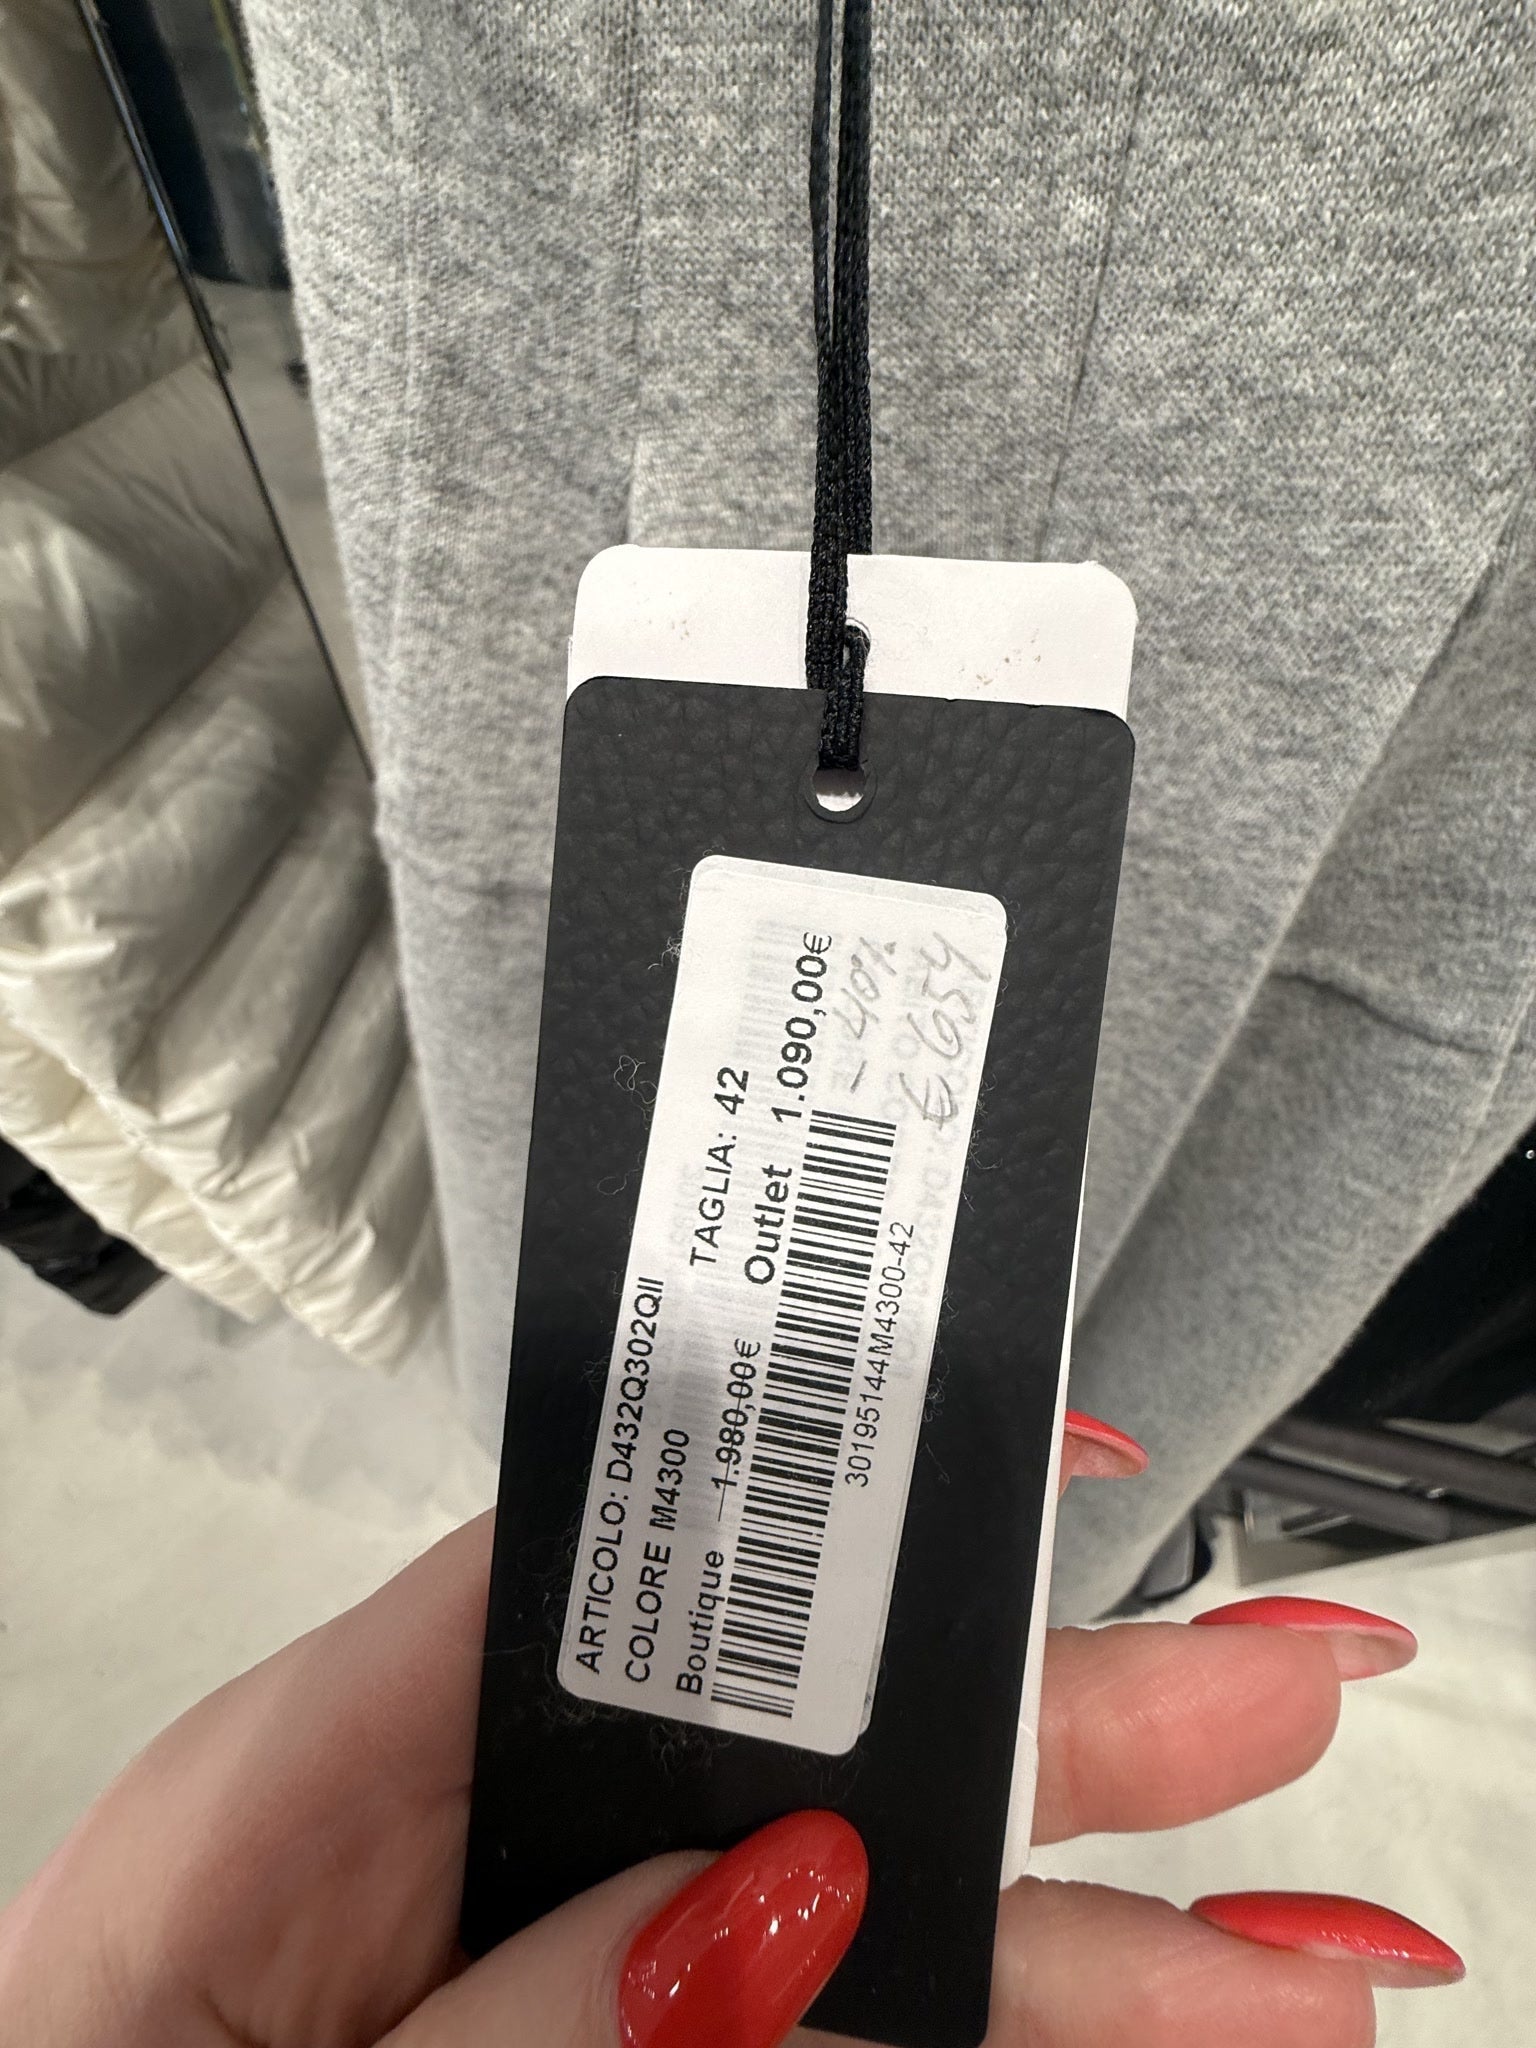 ARTICOLO: D432Q302QII
COLORE M4300 TAGLIA: 42
Boutique 1.980,00€ Outlet 1.090,00€
- 40%
€ 654
30195144M4300-42